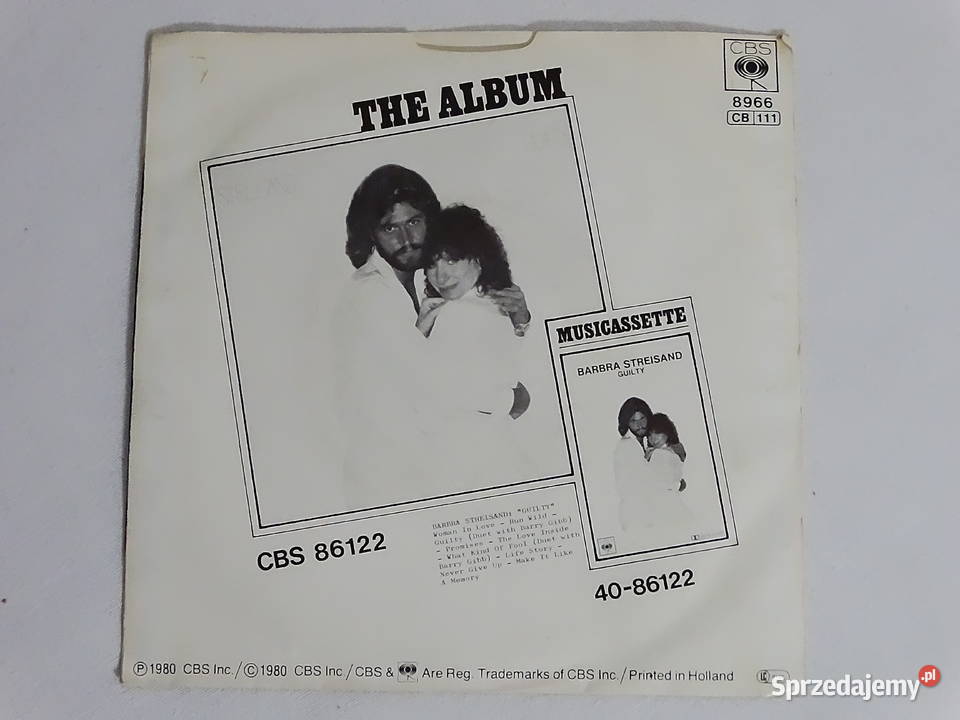 CBS
8966
CB 111
THE ALBUM
MUSICASSETTE
BARBRA STREISAND
GUILTY
BARBRA STREISAND: "GUILTY"
Woman In Love - Run Wild -
Guilty (Duet with Barry Gibb)
- Promises - The Love Inside
- What Kind Of Fool (Duet with
Barry Gibb) - Life Story -
Never Give Up - Make It Like
A Memory
CBS 86122
40-86122
Ⓟ 1980 CBS Inc./© 1980 CBS Inc/CBS & Are Reg. Trademarks of CBS Inc./Printed in Holland
Sprzedajemy.pl